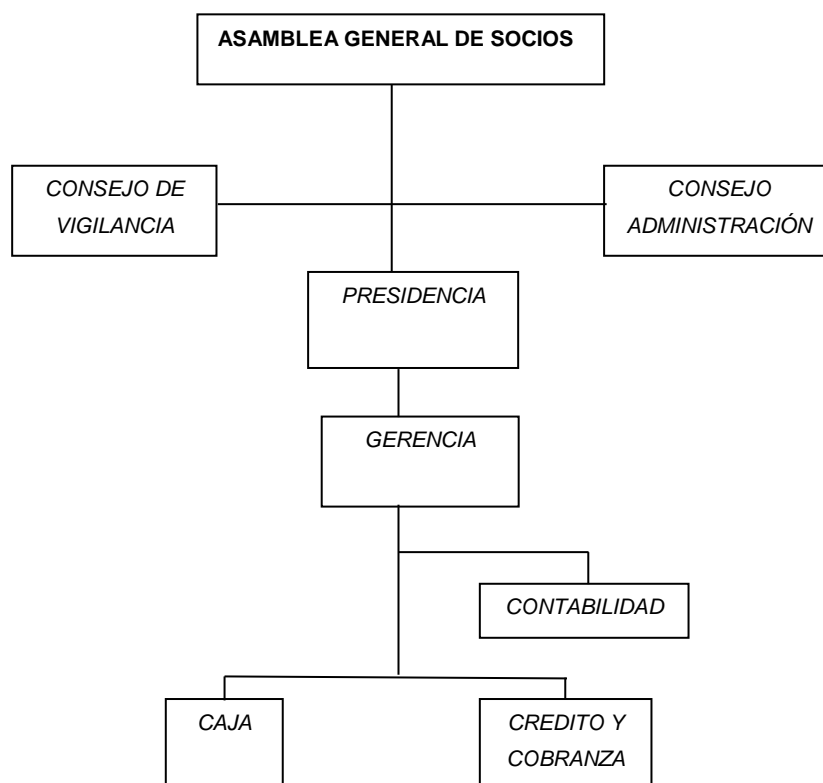 ASAMBLEA GENERAL DE SOCIOS
CONSEJO DE
VIGILANCIA
CONSEJO
ADMINISTRACIÓN
PRESIDENCIA
GERENCIA
CONTABILIDAD
CAJA
CREDITO Y
COBRANZA